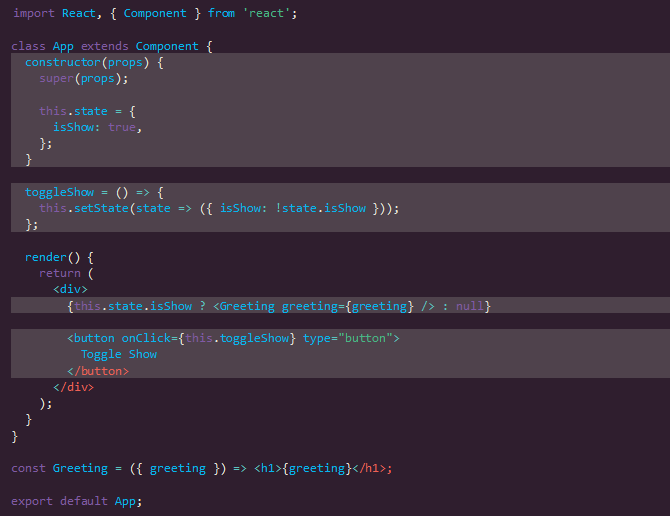 import React, { Component } from 'react';
class App extends Component {
constructor(props) {
super(props);
this.state = {
isShow: true,
};
}
toggleShow = () => {
this.setState(state => ({ isShow: !state.isShow }));
};
render() {
return (
<div>
{this.state.isShow ? <Greeting greeting={greeting} /> : null}
<button onClick={this.toggleShow} type="button">
Toggle Show
</button>
</div>
);
}
}
const Greeting = ({ greeting }) => <h1>{greeting}</h1>;
export default App;